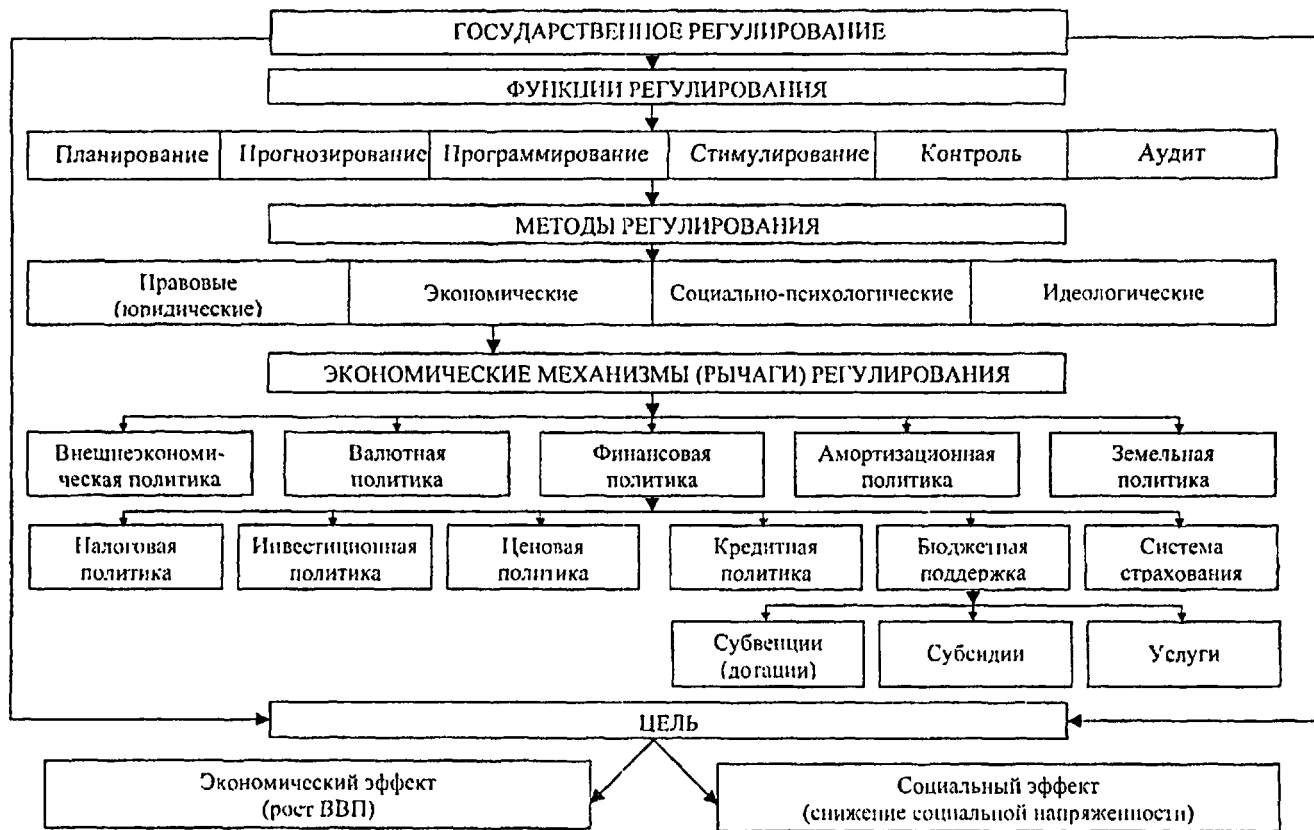 ГОСУДАРСТВЕННОЕ РЕГУЛИРОВАНИЕ
ФУНКЦИИ РЕГУЛИРОВАНИЯ
Планирование Прогнозирование Программирование Стимулирование Контроль Аудит
МЕТОДЫ РЕГУЛИРОВАНИЯ
Правовые
(юридические)
Экономические
Социально-психологические
Идеологические
ЭКОНОМИЧЕСКИЕ МЕХАНИЗМЫ (РЫЧАГИ) РЕГУЛИРОВАНИЯ
Внешнеэкономи-
ческая политика
Валютная
политика
Финансовая
политика
Амортизационная
политика
Земельная
политика
Налоговая
политика
Инвестиционная
политика
Ценовая
политика
Кредитная
политика
Бюджетная
поддержка
Система
страхования
Субвенции
(дотации)
Субсидии
Услуги
ЦЕЛЬ
Экономический эффект
(рост ВВП)
Социальный эффект
(снижение социальной напряженности)